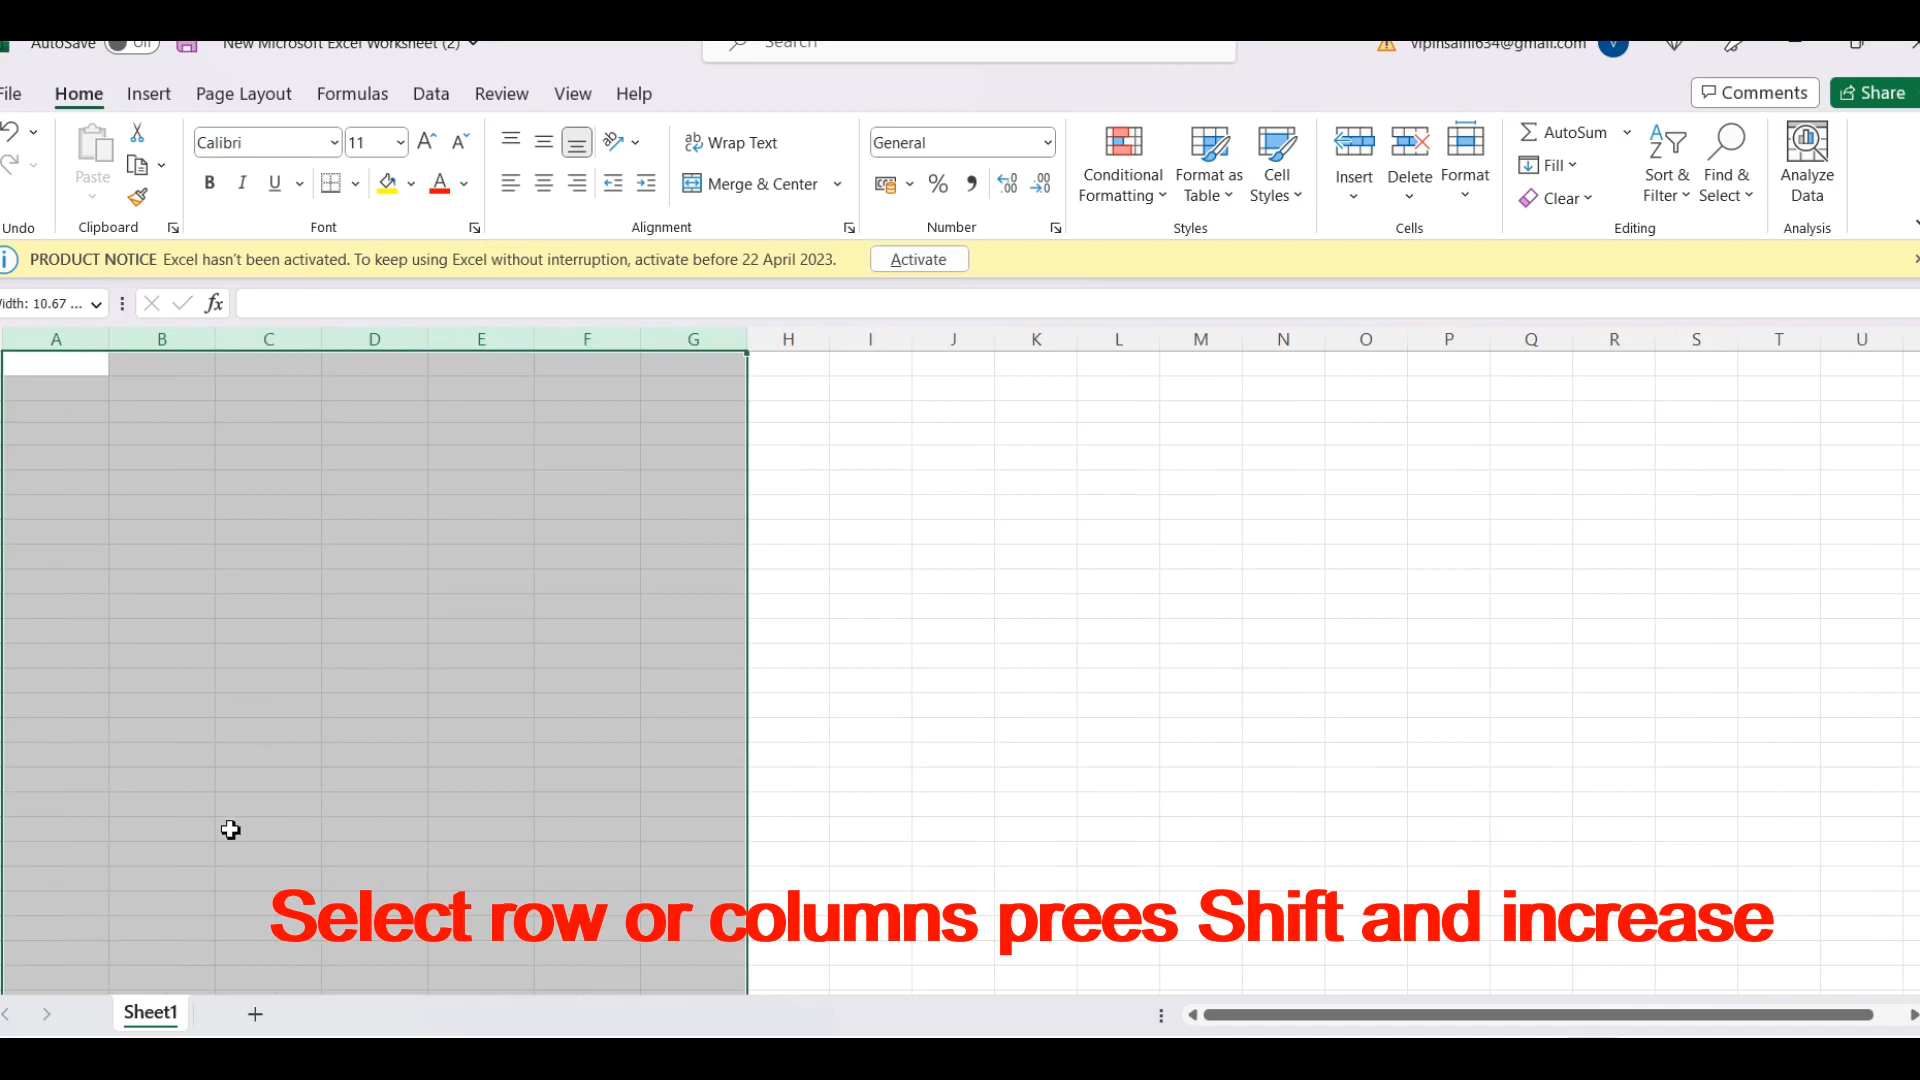 AutoSave Off New Microsoft Excel Worksheet (2) Search vipinsaini634@gmail.com V
File Home Insert Page Layout Formulas Data Review View Help Comments Share
Calibri 11 Wrap Text General AutoSum
Paste B I U Merge & Center % Conditional Formatting Format as Table Cell Styles Insert Delete Format Fill Clear Sort & Filter Find & Select Analyze Data
Undo Clipboard Font Alignment Number Styles Cells Editing Analysis
PRODUCT NOTICE Excel hasn't been activated. To keep using Excel without interruption, activate before 22 April 2023. Activate
Width: 10.67 ... fx
A B C D E F G H I J K L M N O P Q R S T U
Select row or columns prees Shift and increase
Sheet1